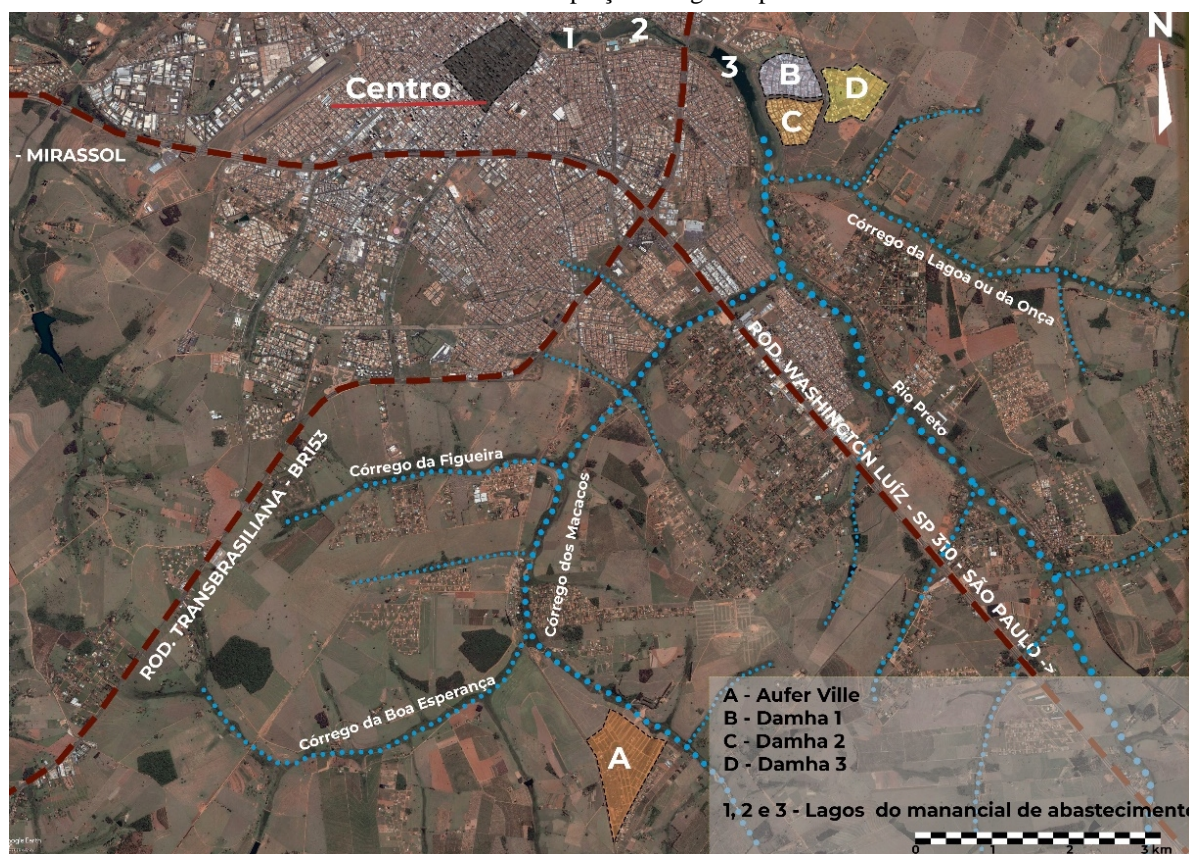 1
2
3
N
Centro
B
D
C
- MIRASSOL
Córrego da Lagoa ou da Onça
ROD. WASHINGTON LUÍZ - SP 310 - SÃO PAULO ->
Rio Preto
ROD. TRANSBRASILIANA - BR153
Córrego da Figueira
Córrego dos Macacos
Córrego da Boa Esperança
A
A - Aufer Ville
B - Damha 1
C - Damha 2
D - Damha 3
1, 2 e 3 - Lagos do manancial de abastecimento
0 1 2 3 km